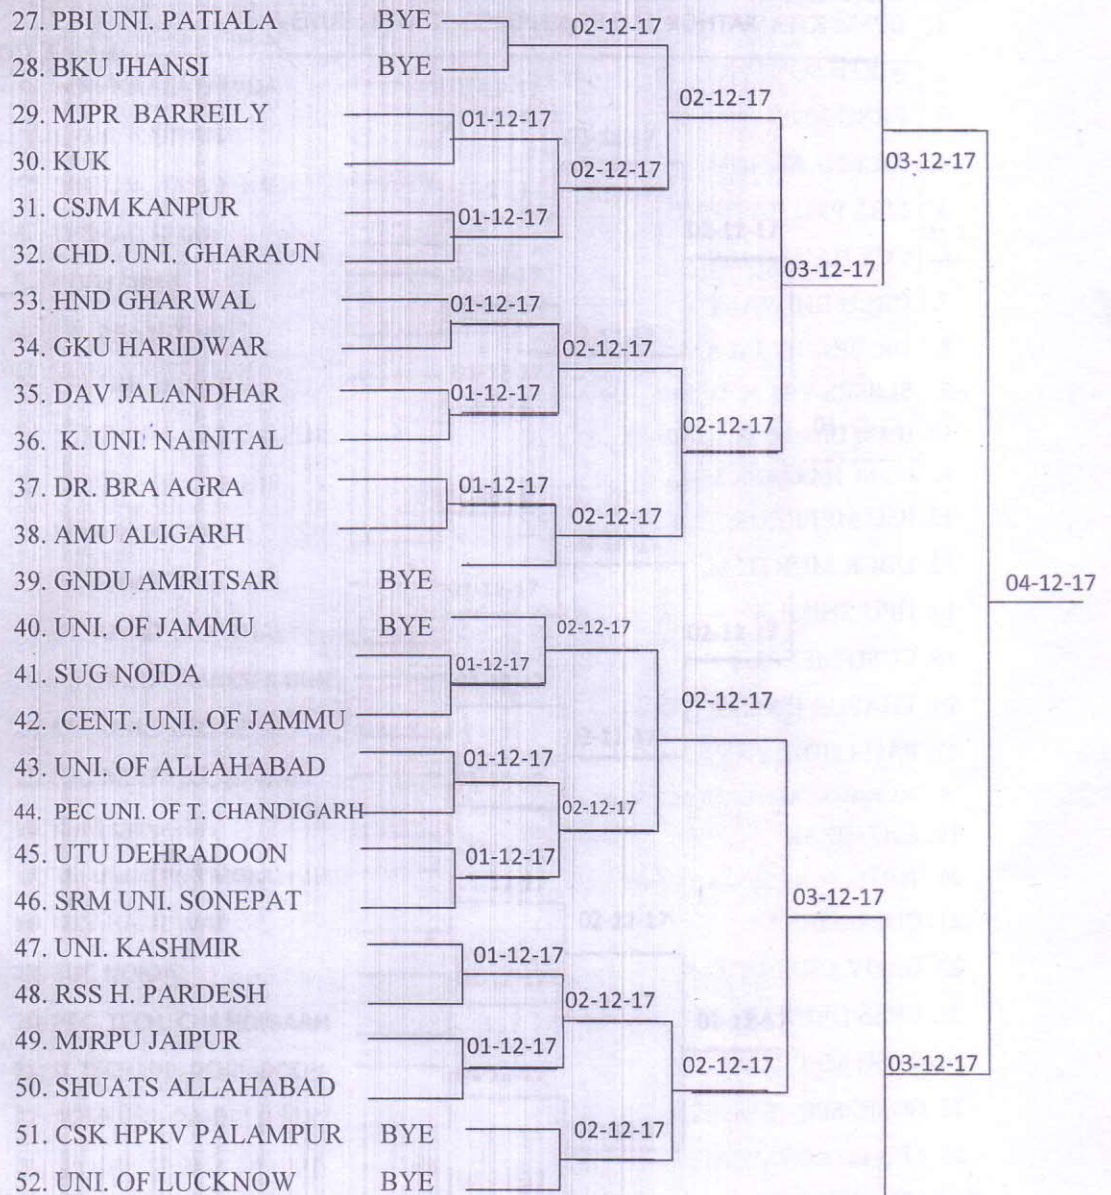 27. PBI UNI. PATIALA BYE
02-12-17
28. BKU JHANSI BYE
02-12-17
29. MJPR BARREILY
01-12-17
30. KUK
03-12-17
02-12-17
31. CSJM KANPUR
01-12-17
32. CHD. UNI. GHARAUN
03-12-17
33. HND GHARWAL
01-12-17
34. GKU HARIDWAR
02-12-17
35. DAV JALANDHAR
01-12-17
02-12-17
36. K. UNI. NAINITAL
37. DR. BRA AGRA
01-12-17
02-12-17
38. AMU ALIGARH
39. GNDU AMRITSAR BYE
04-12-17
40. UNI. OF JAMMU BYE
02-12-17
41. SUG NOIDA
01-12-17
02-12-17
42. CENT. UNI. OF JAMMU
43. UNI. OF ALLAHABAD
01-12-17
44. PEC UNI. OF T. CHANDIGARH
02-12-17
45. UTU DEHRADOON
01-12-17
46. SRM UNI. SONEPAT
03-12-17
47. UNI. KASHMIR
01-12-17
48. RSS H. PARDESH
02-12-17
49. MJRPU JAIPUR
01-12-17
02-12-17
03-12-17
50. SHUATS ALLAHABAD
51. CSK HPKV PALAMPUR BYE
02-12-17
52. UNI. OF LUCKNOW BYE